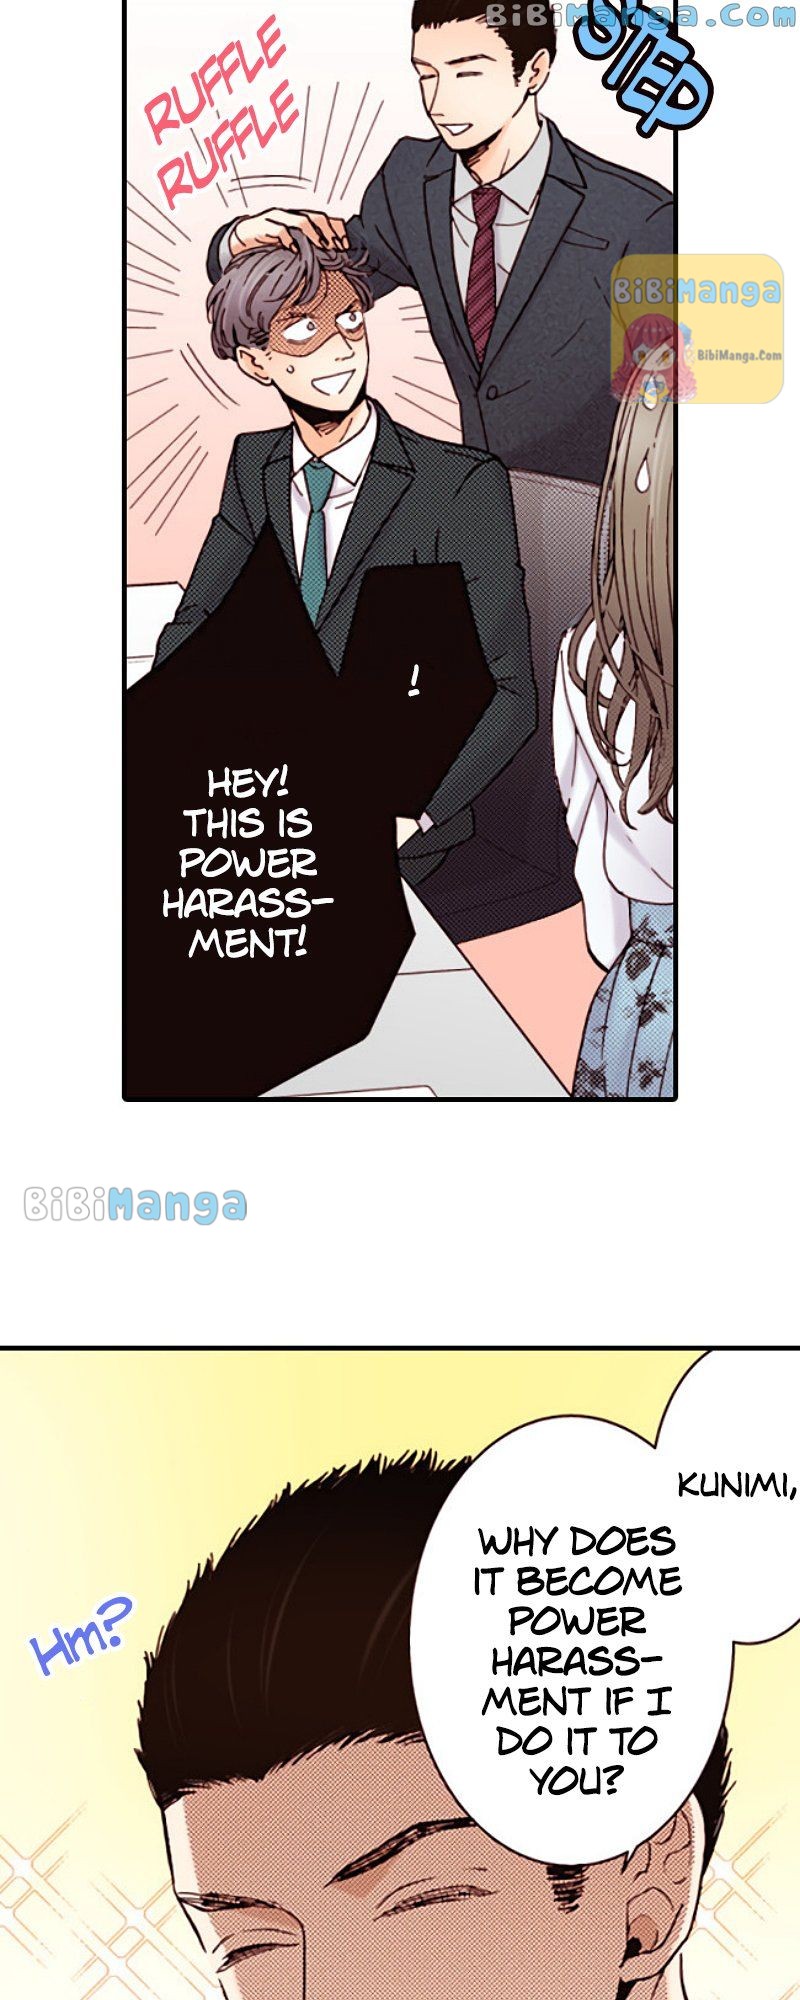 BiBiManga.Com
STEP
RUFFLE
RUFFLE
BiBiManga
BibiManga.Com
!
HEY!
THIS IS
POWER
HARASS-
MENT!
BiBiManga
KUNIMI,
WHY DOES
IT BECOME
POWER
HARASS-
MENT IF I
DO IT TO
YOU?
Hm?